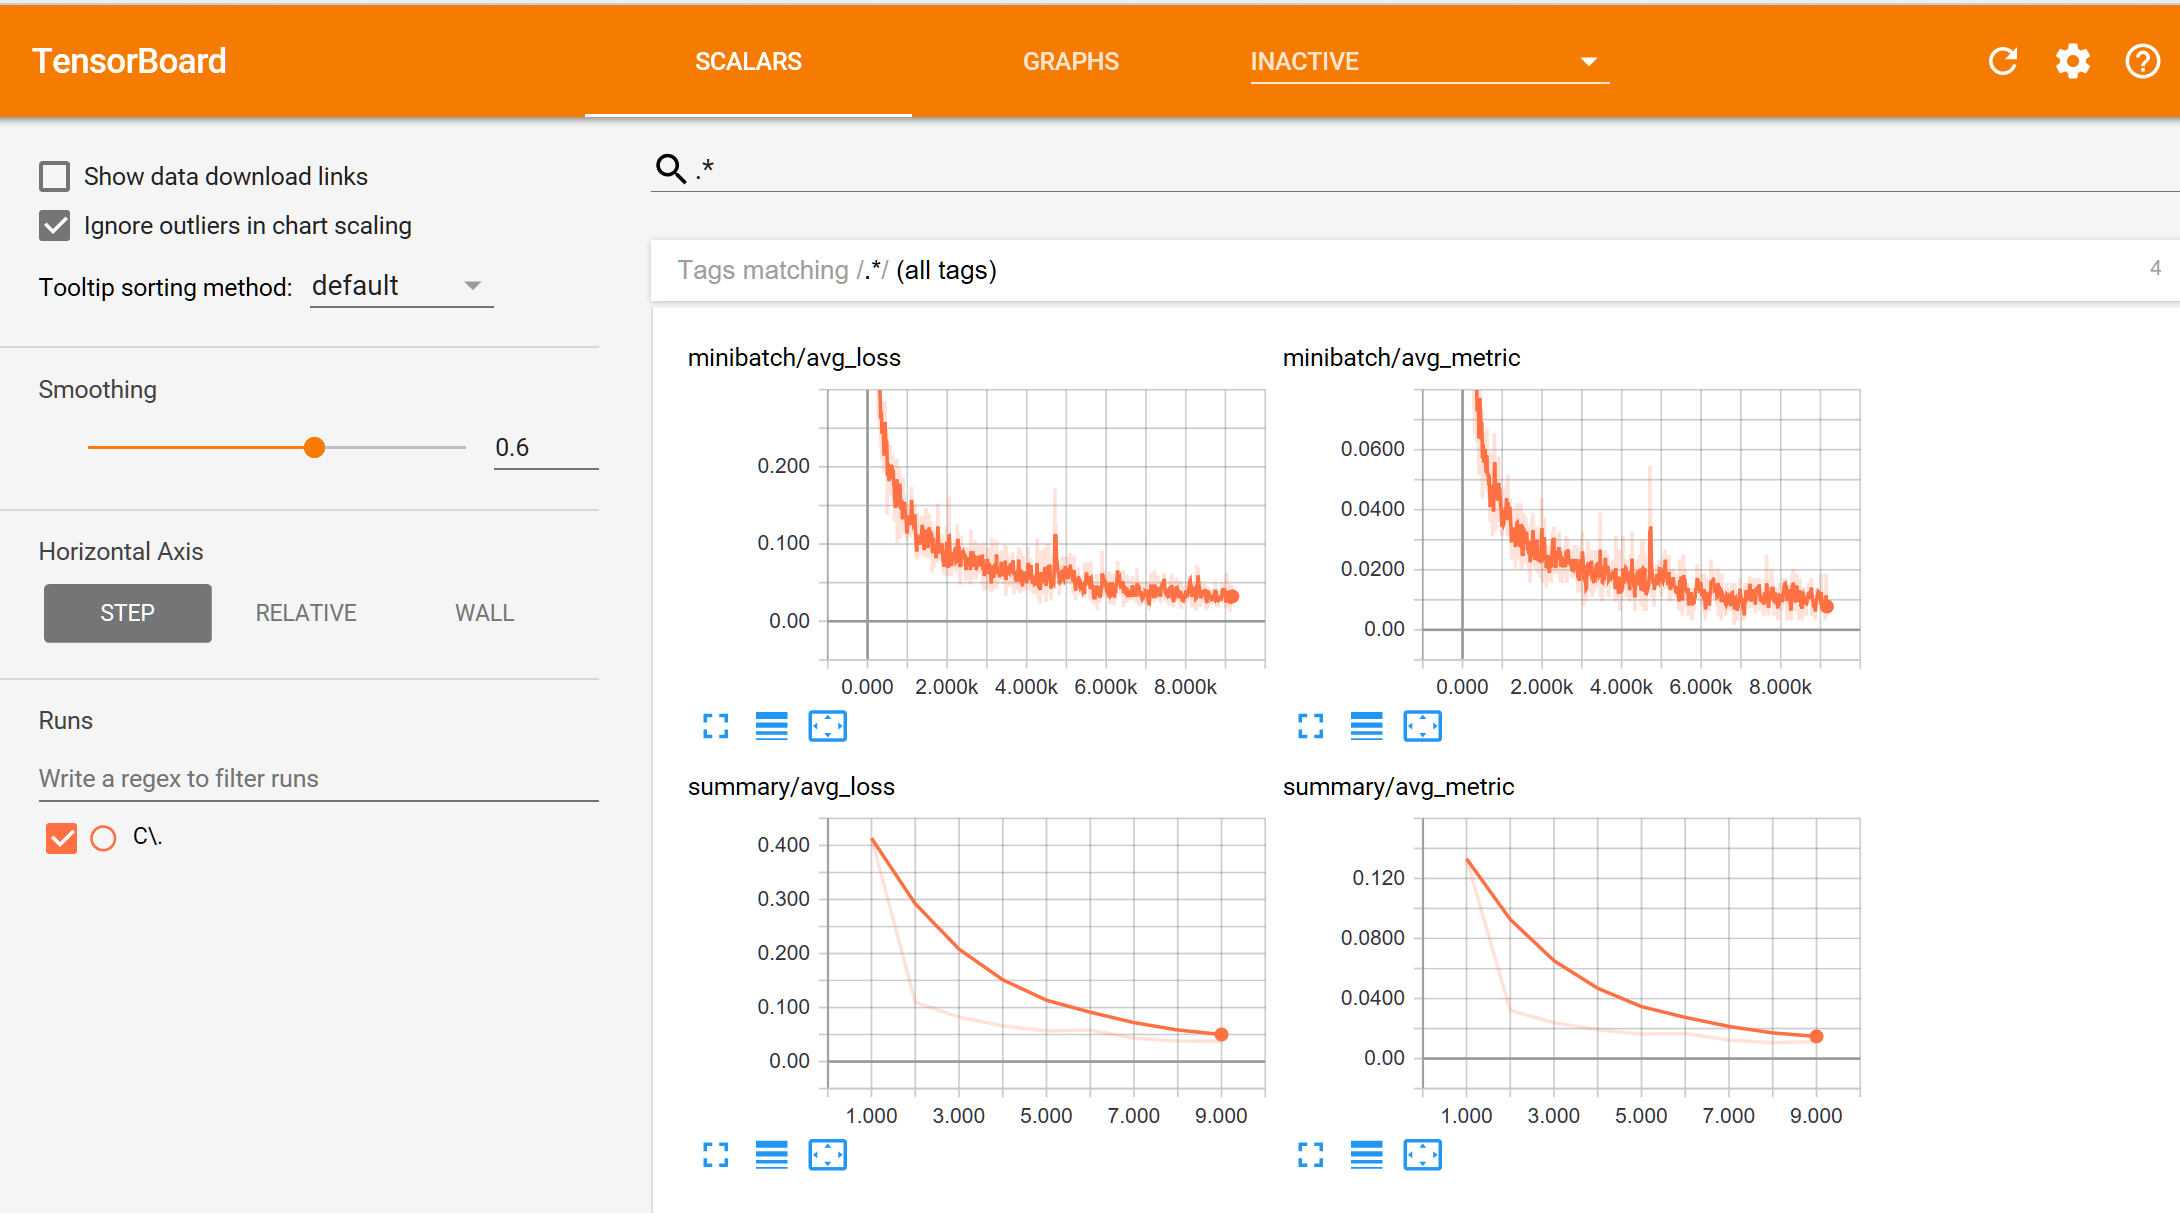 TensorBoard
SCALARS
GRAPHS
INACTIVE
Show data download links
Ignore outliers in chart scaling
Tooltip sorting method: default
Smoothing
0.6
Horizontal Axis
STEP RELATIVE WALL
Runs
Write a regex to filter runs
C\.
.*
Tags matching /.*/ (all tags)
4
minibatch/avg_loss
0.200
0.100
0.00
0.000 2.000k 4.000k 6.000k 8.000k
minibatch/avg_metric
0.0600
0.0400
0.0200
0.00
0.000 2.000k 4.000k 6.000k 8.000k
summary/avg_loss
0.400
0.300
0.200
0.100
0.00
1.000 3.000 5.000 7.000 9.000
summary/avg_metric
0.120
0.0800
0.0400
0.00
1.000 3.000 5.000 7.000 9.000